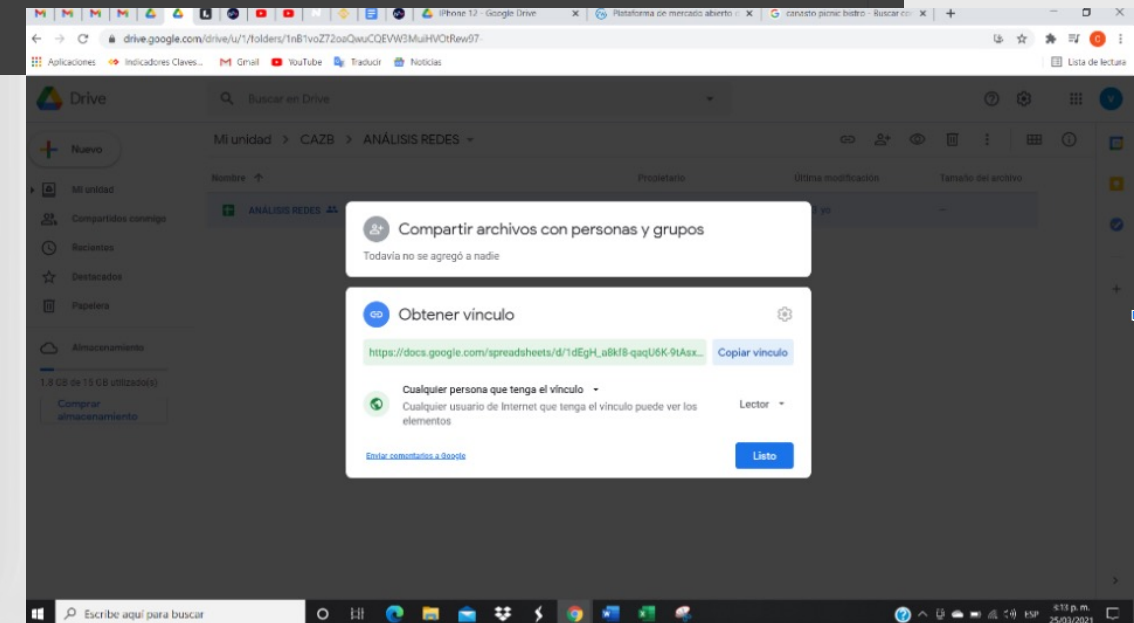 iPhone 12 - Google Drive
Plataforma de mercado abierto
canasto picnic bistro - Buscar con
drive.google.com/drive/u/1/folders/1nB1voZ72oaQwuCQEVW3MuiHVOtRew97-
Aplicaciones
Indicadores Claves...
Gmail
YouTube
Traducir
Noticias
Lista de lectura
Drive
Buscar en Drive
Nuevo
Mi unidad > CAZB > ANÁLISIS REDES
Nombre
Propietario
Última modificación
Tamaño del archivo
Mi unidad
ANÁLISIS REDES
yo
Compartidos conmigo
Recientes
Destacados
Papelera
Almacenamiento
1.8 GB de 15 GB utilizado(s)
Comprar
almacenamiento
Compartir archivos con personas y grupos
Todavía no se agregó a nadie
Obtener vínculo
https://docs.google.com/spreadsheets/d/1dEgH_a8kf8-qaqU6K-9tAsx...
Copiar vínculo
Cualquier persona que tenga el vínculo
Cualquier usuario de Internet que tenga el vínculo puede ver los
elementos
Lector
Enviar comentarios a Google
Listo
Escribe aquí para buscar
ESP
4:13 p. m.
25/03/2021